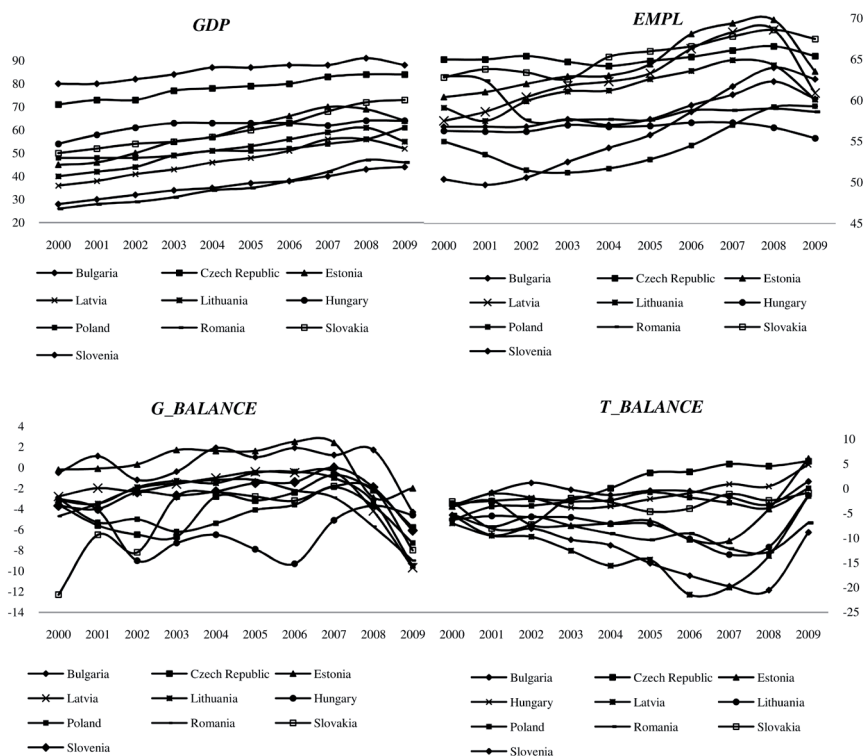 GDP
90
80
70
60
50
40
30
20
2000 2001 2002 2003 2004 2005 2006 2007 2008 2009
Bulgaria Czech Republic Estonia
Latvia Lithuania Hungary
Poland Romania Slovakia
Slovenia
EMPL
70
65
60
55
50
45
2000 2001 2002 2003 2004 2005 2006 2007 2008 2009
Bulgaria Czech Republic Estonia
Latvia Lithuania Hungary
Poland Romania Slovakia
Slovenia
G_BALANCE
4
2
0
-2
-4
-6
-8
-10
-12
-14
2000 2001 2002 2003 2004 2005 2006 2007 2008 2009
Bulgaria Czech Republic Estonia
Latvia Lithuania Hungary
Poland Romania Slovakia
Slovenia
T_BALANCE
10
5
0
-5
-10
-15
-20
-25
2000 2001 2002 2003 2004 2005 2006 2007 2008 2009
Bulgaria Czech Republic Estonia
Hungary Latvia Lithuania
Poland Romania Slovakia
Slovenia